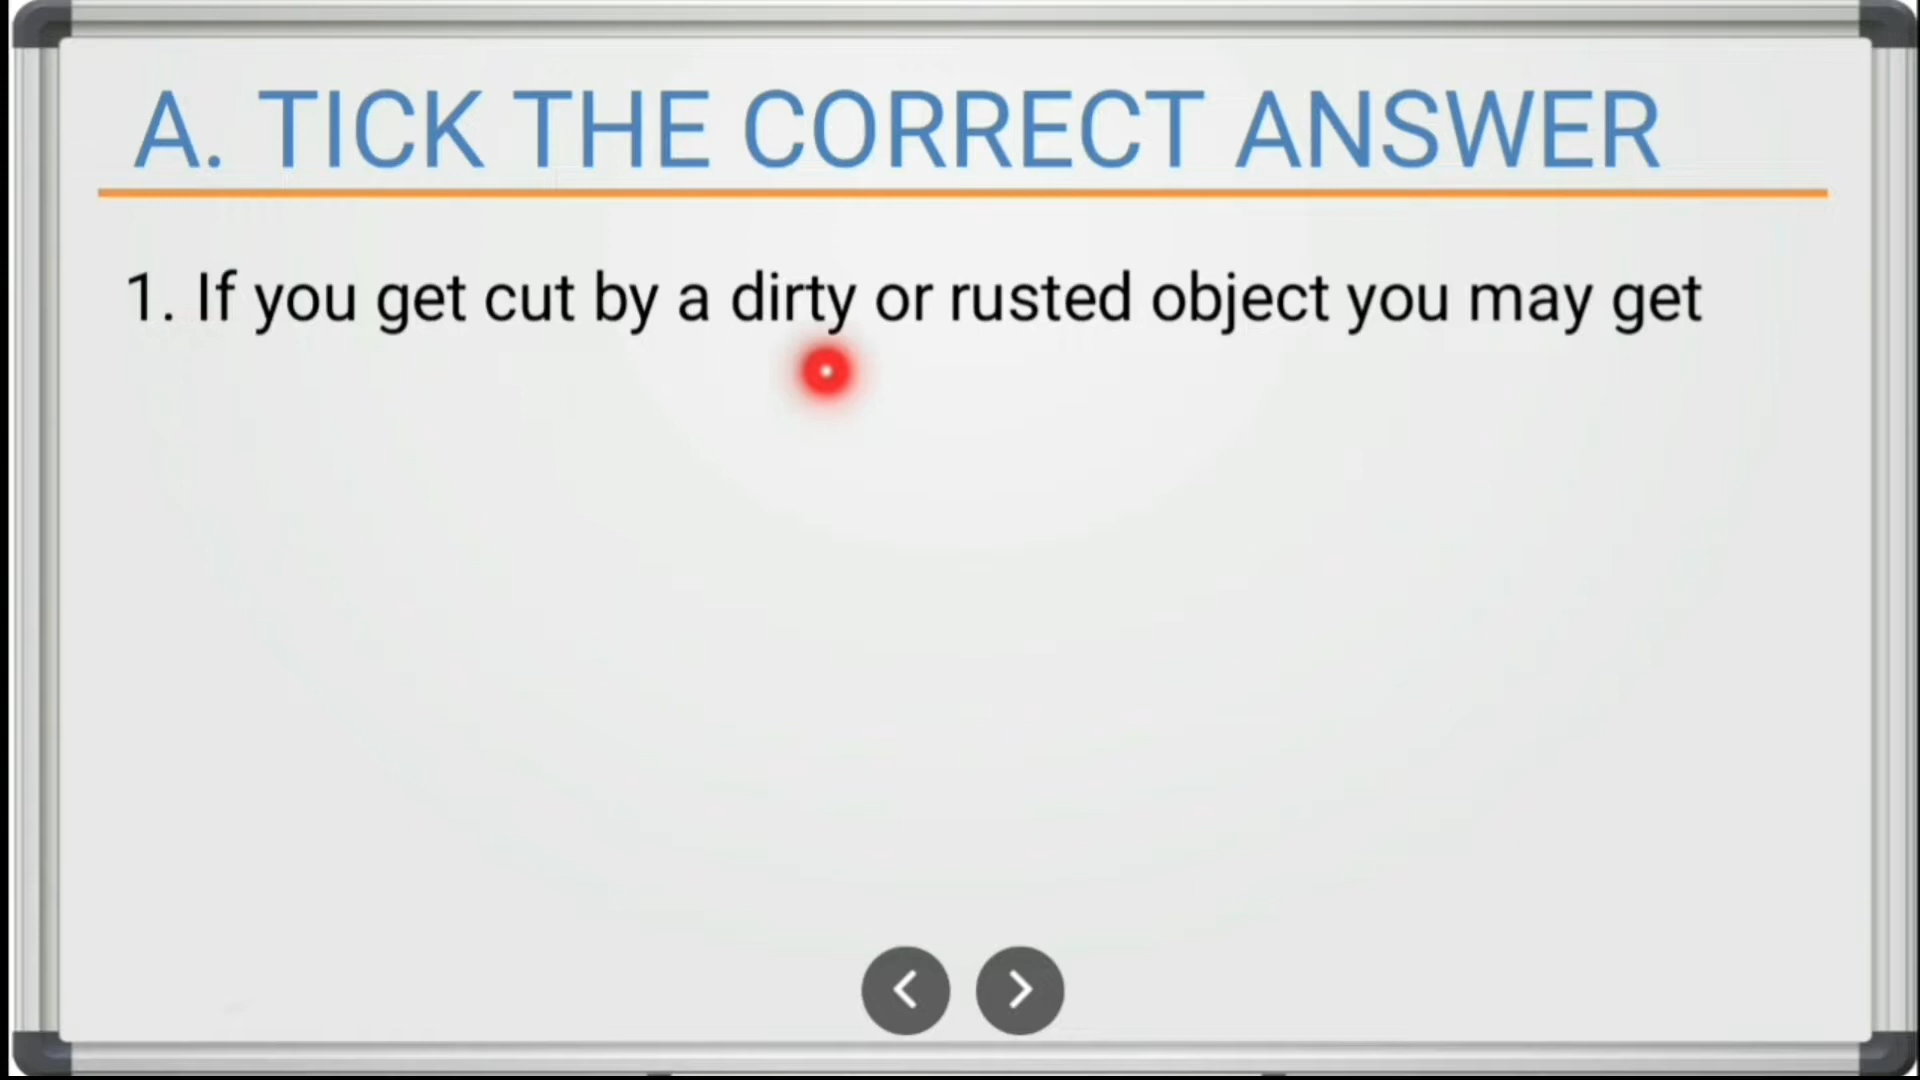 A. TICK THE CORRECT ANSWER
1. If you get cut by a dirty or rusted object you may get